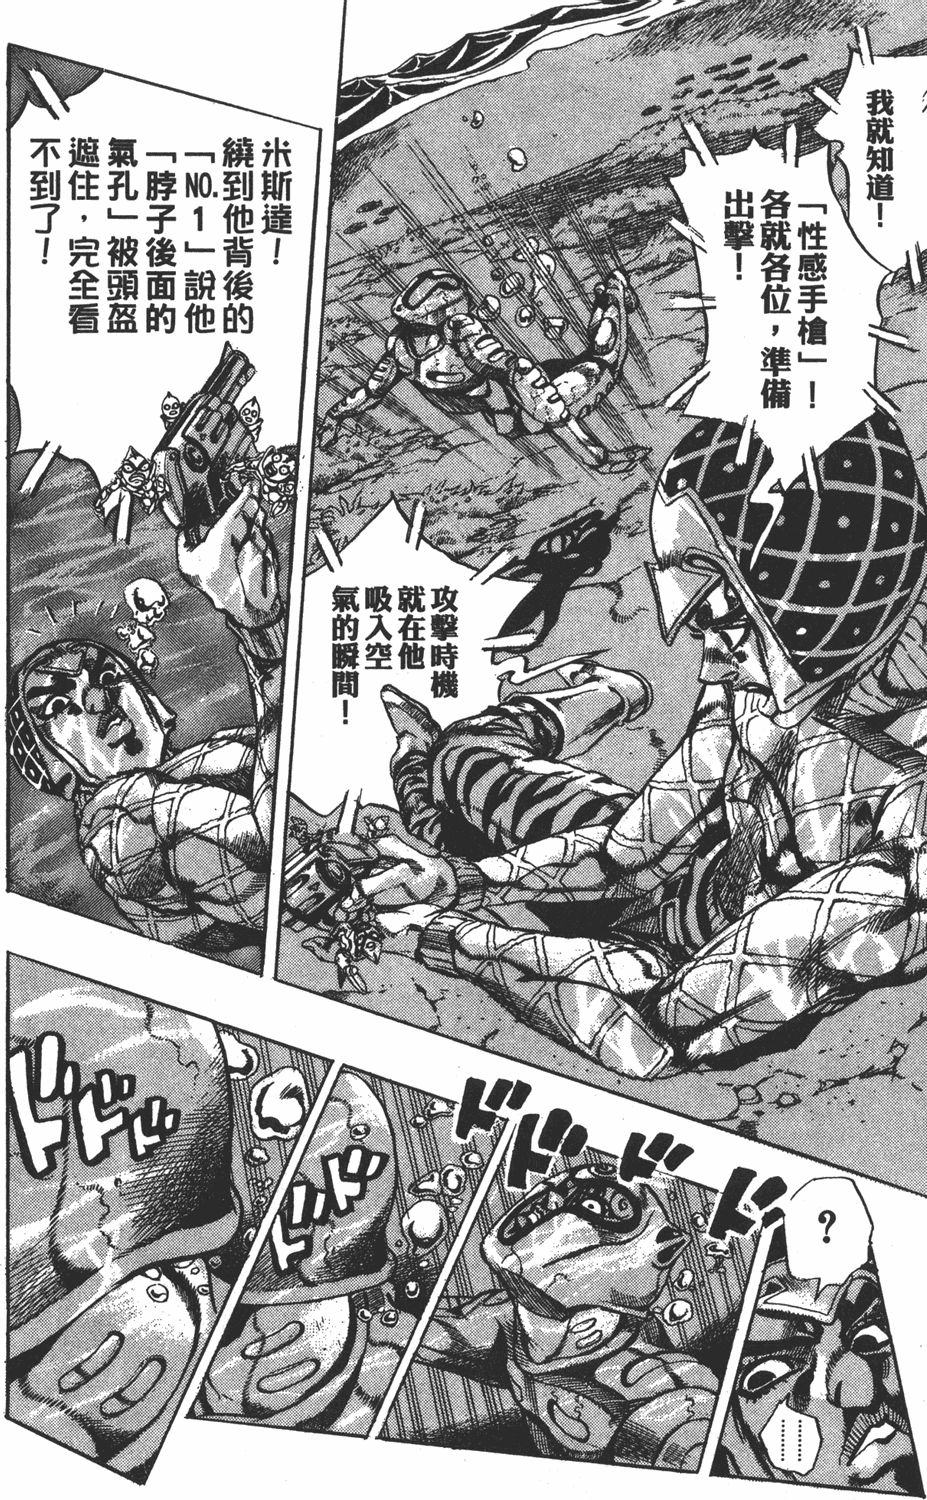 我就知道！
「性感手槍」！
各就各位，準備
出擊！
攻擊時機
就在他
吸入空
氣的瞬間！
米斯達！
繞到他背後的
「NO.1」說他
「脖子後面的
氣孔」被頭盔
遮住，完全看
不到了！
？
…………
ドドド
ドド
ドドド